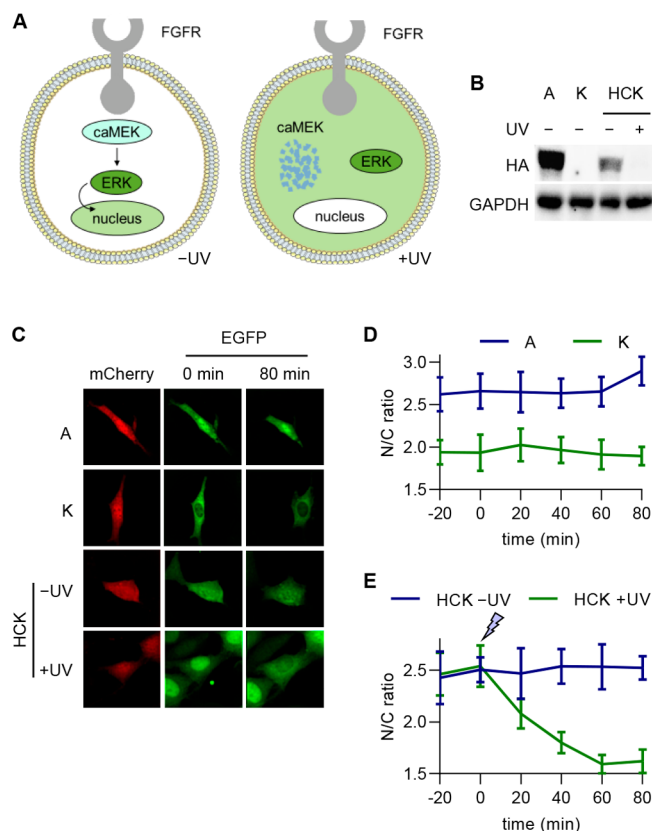 A
FGFR
FGFR
caMEK
caMEK
ERK
ERK
nucleus
nucleus
−UV
+UV
B
A K HCK
UV − − − +
HA
GAPDH
C
EGFP
mCherry 0 min 80 min
A
K
HCK
−UV
+UV
D
A K
3.0
2.5
2.0
1.5
N/C ratio
-20 0 20 40 60 80
time (min)
E
HCK −UV HCK +UV
2.5
2.0
1.5
N/C ratio
-20 0 20 40 60 80
time (min)